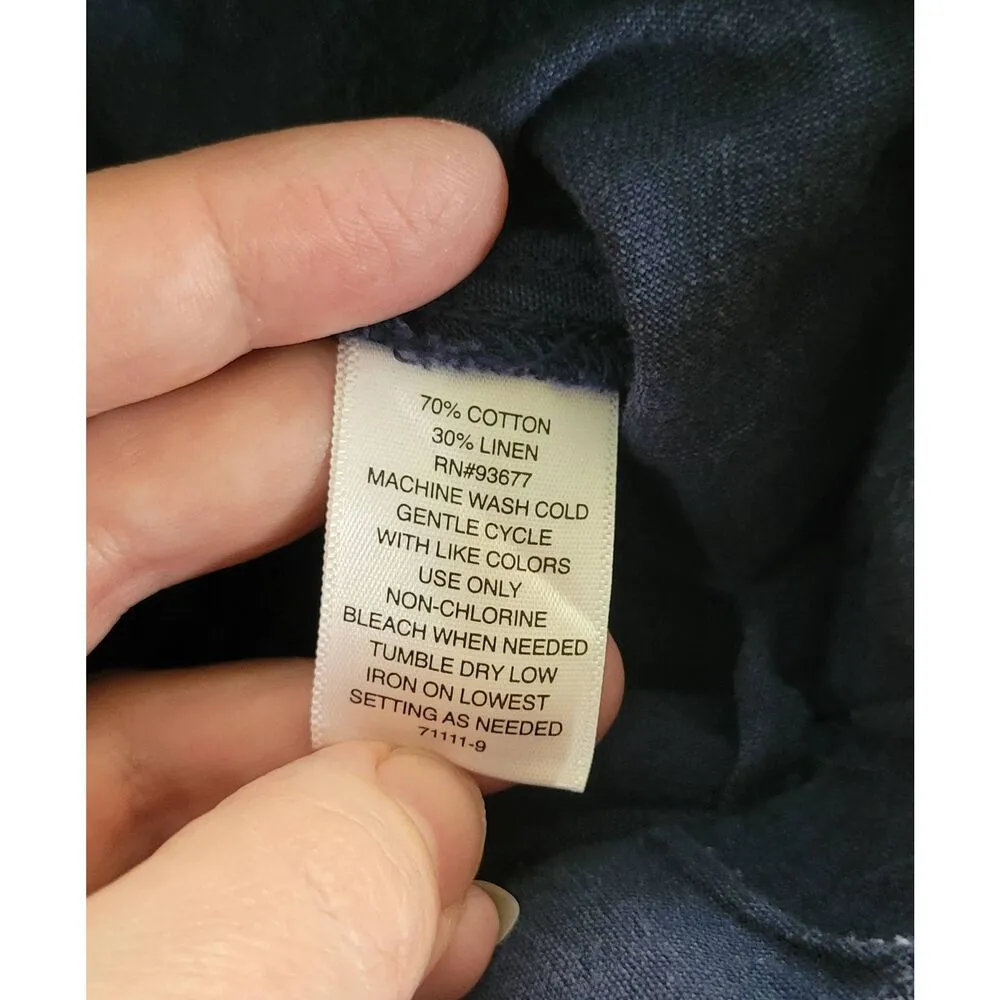 70% COTTON
30% LINEN
RN#93677
MACHINE WASH COLD
GENTLE CYCLE
WITH LIKE COLORS
USE ONLY
NON-CHLORINE
BLEACH WHEN NEEDED
TUMBLE DRY LOW
IRON ON LOWEST
SETTING AS NEEDED
71111-9